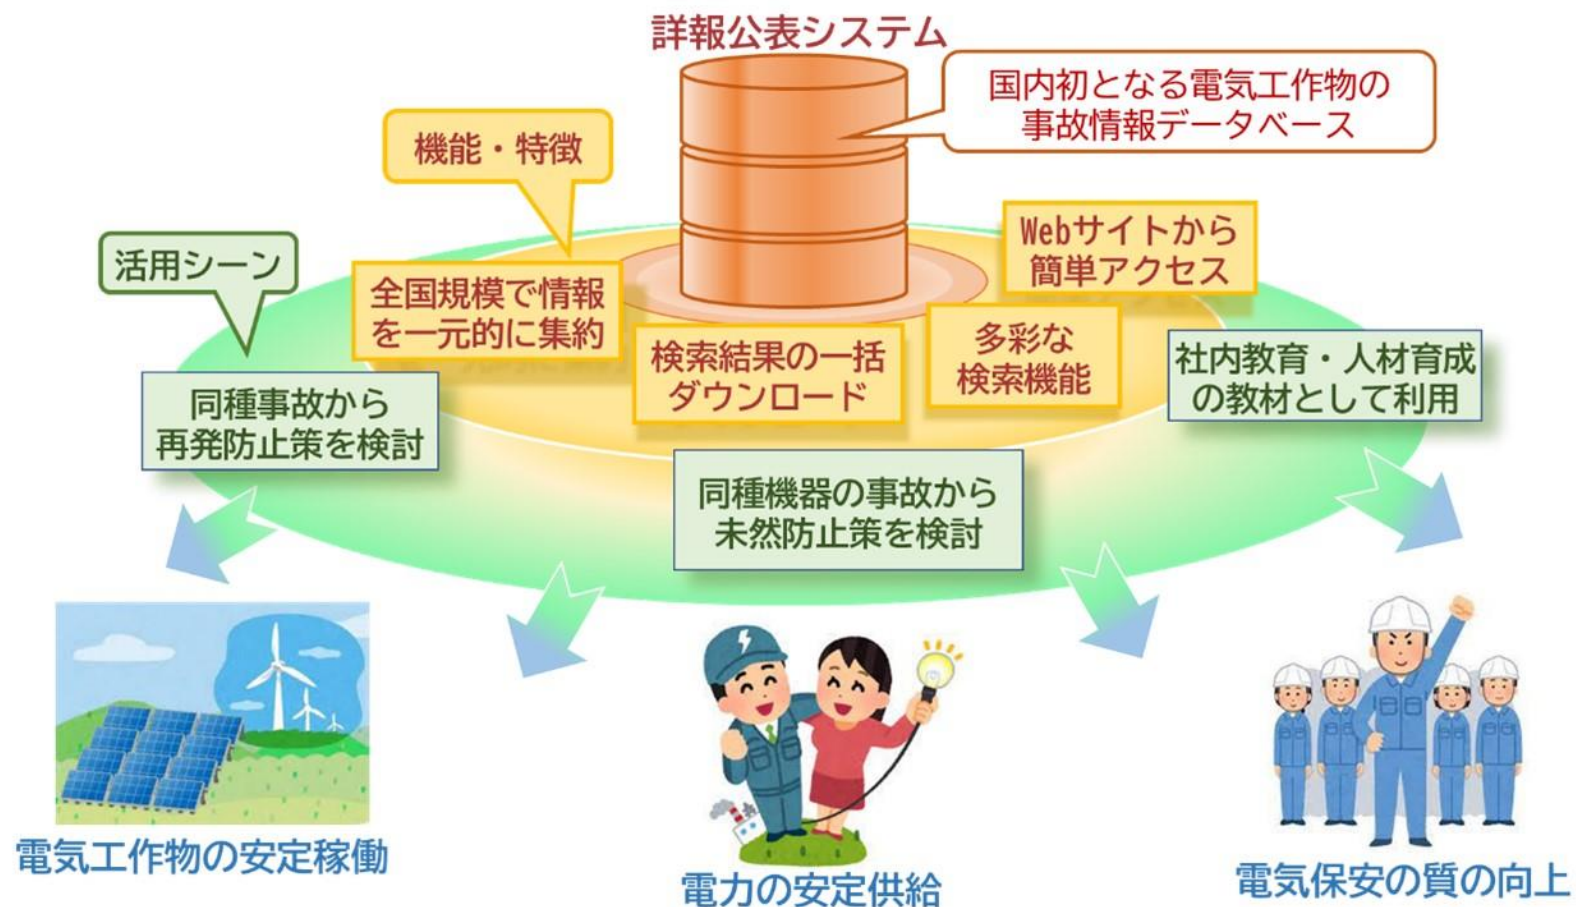 詳報公表システム
国内初となる電気工作物の
事故情報データベース
機能・特徴
活用シーン
全国規模で情報
を一元的に集約
Webサイトから
簡単アクセス
検索結果の一括
ダウンロード
多彩な
検索機能
同種事故から
再発防止策を検討
社内教育・人材育成
の教材として利用
同種機器の事故から
未然防止策を検討
電気工作物の安定稼働
電力の安定供給
電気保安の質の向上